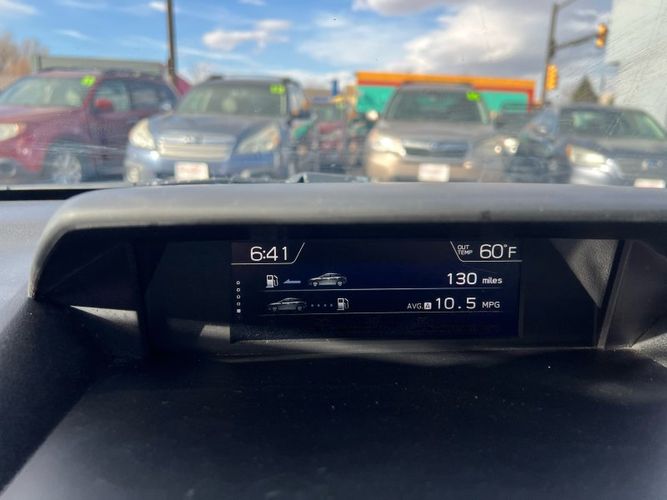 6:41
OUT TEMP 60°F
130 miles
AVG. A 10.5 MPG